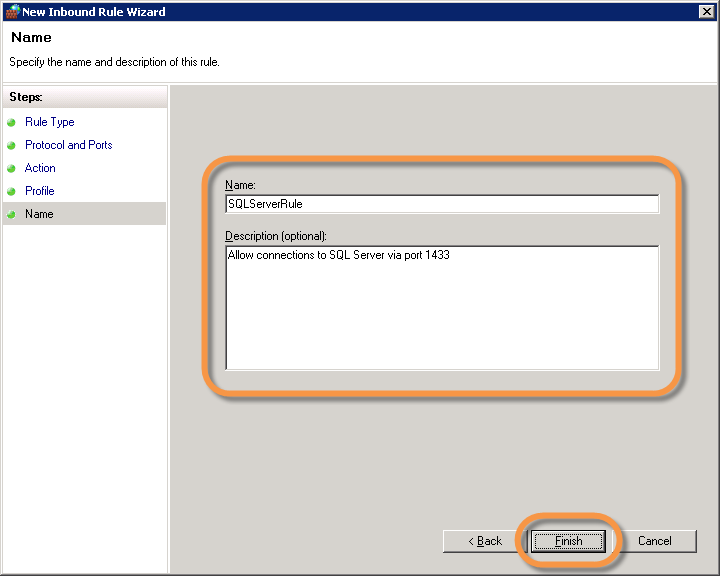 New Inbound Rule Wizard
Name
Specify the name and description of this rule.
Steps:
Rule Type
Protocol and Ports
Action
Profile
Name
Name:
SQLServerRule
Description (optional):
Allow connections to SQL Server via port 1433
< Back
Finish
Cancel